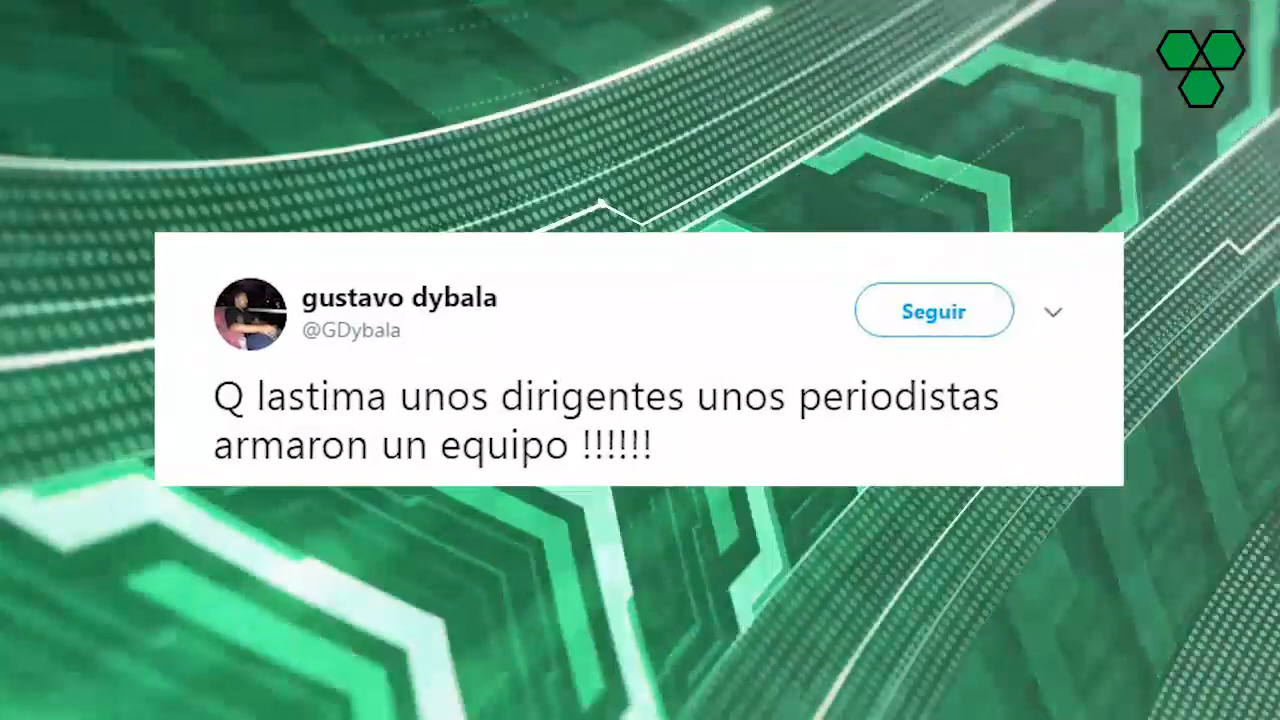 gustavo dybala
@GDybala
Seguir
Q lastima unos dirigentes unos periodistas
armaron un equipo !!!!!!